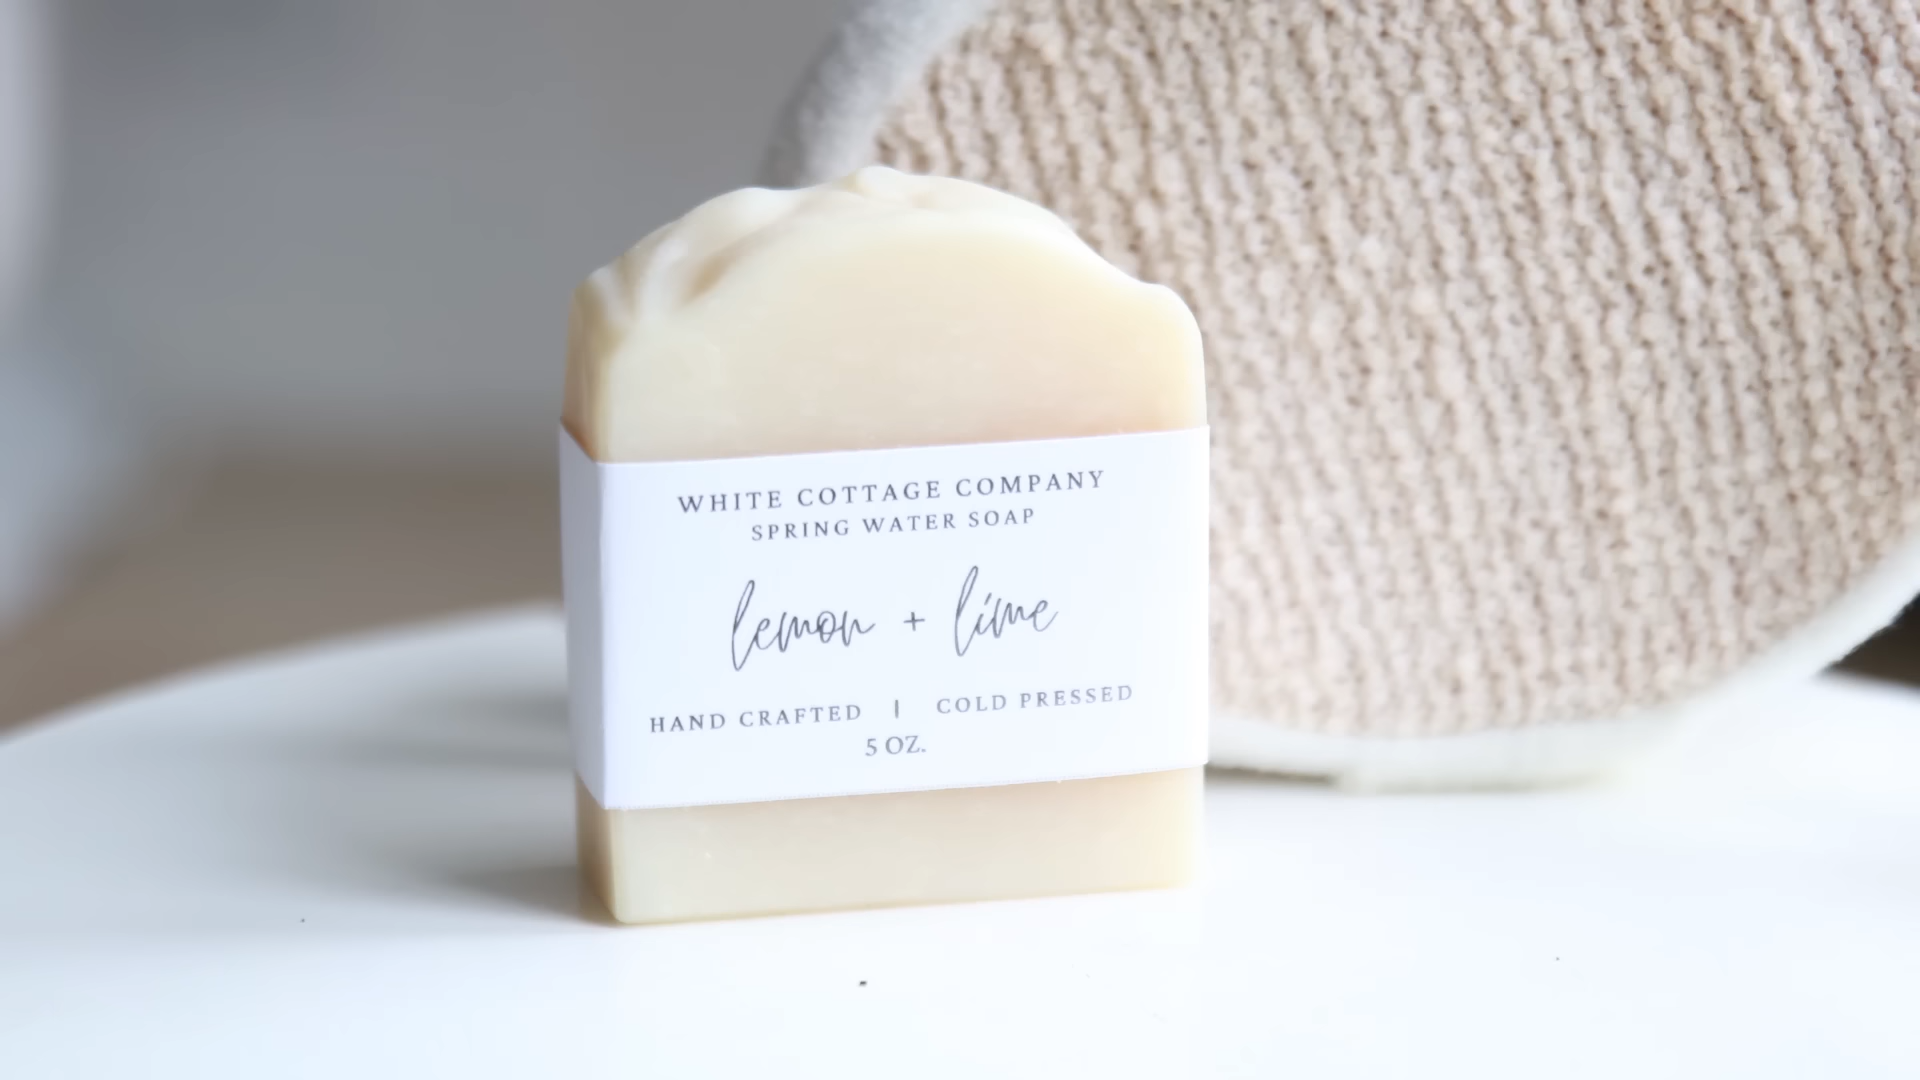 WHITE COTTAGE COMPANY
SPRING WATER SOAP
lemon + lime
HAND CRAFTED | COLD PRESSED
5 OZ.